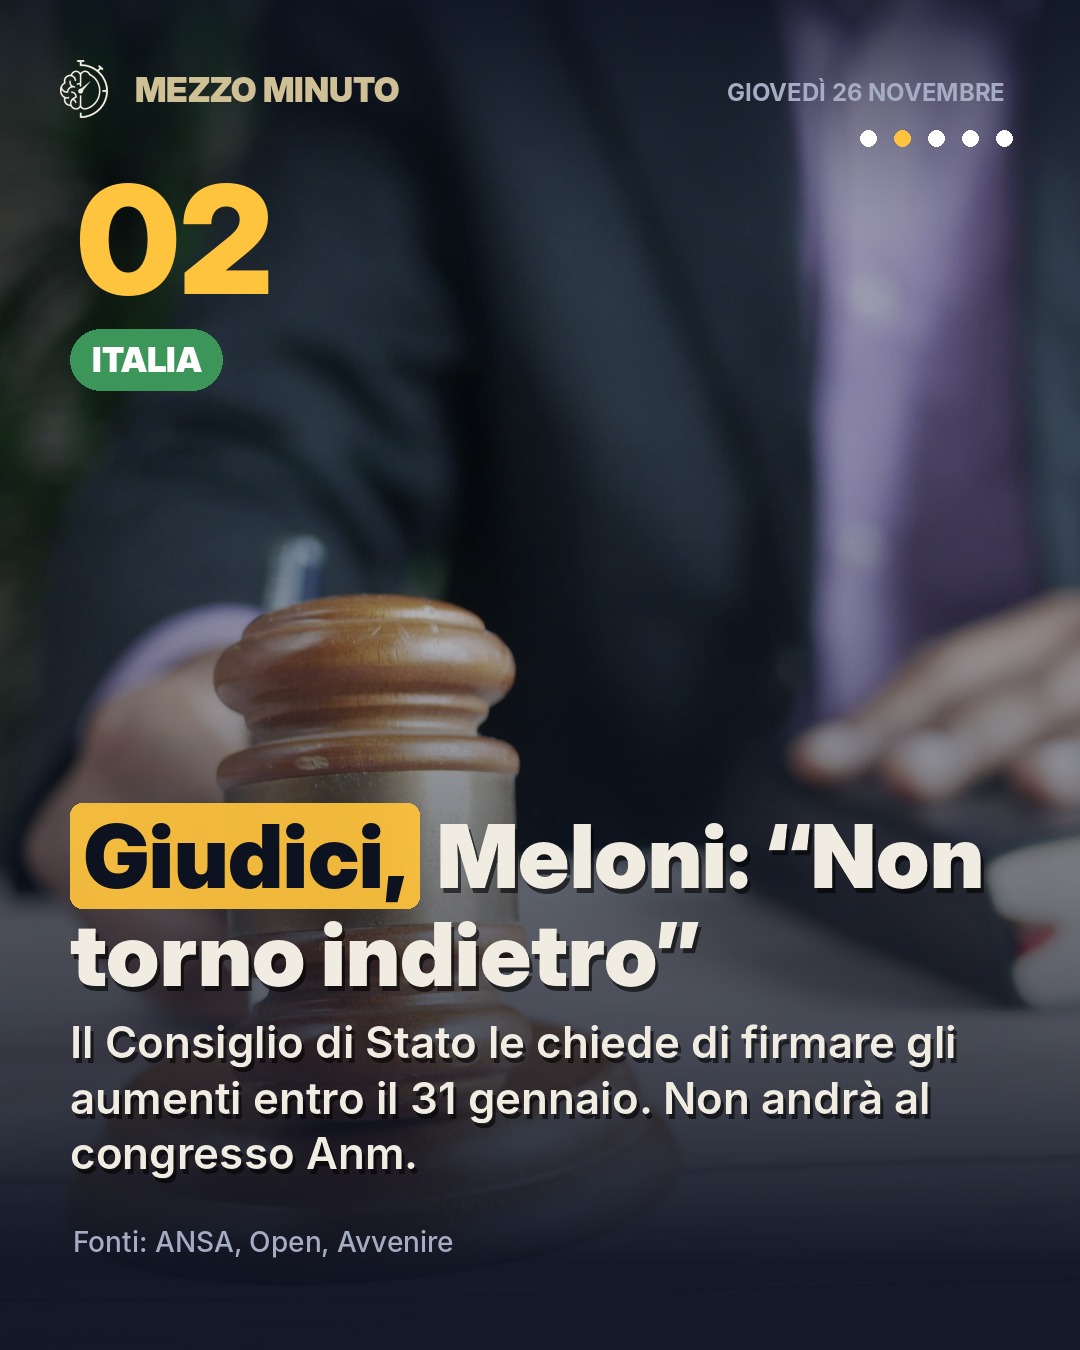 MEZZO MINUTO
GIOVEDÌ 26 NOVEMBRE
02
ITALIA
Giudici, Meloni: “Non
torno indietro”
Il Consiglio di Stato le chiede di firmare gli
aumenti entro il 31 gennaio. Non andrà al
congresso Anm.
Fonti: ANSA, Open, Avvenire